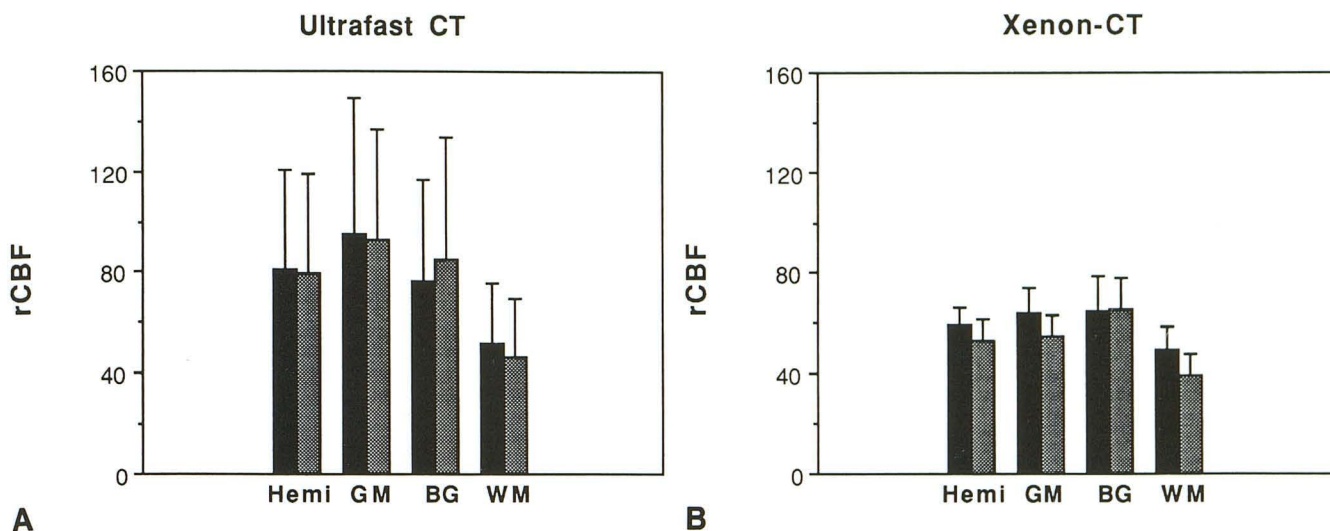 Ultrafast CT
160
120
80
40
0
rCBF
Hemi GM BG WM
A
Xenon-CT
160
120
80
40
0
rCBF
Hemi GM BG WM
B